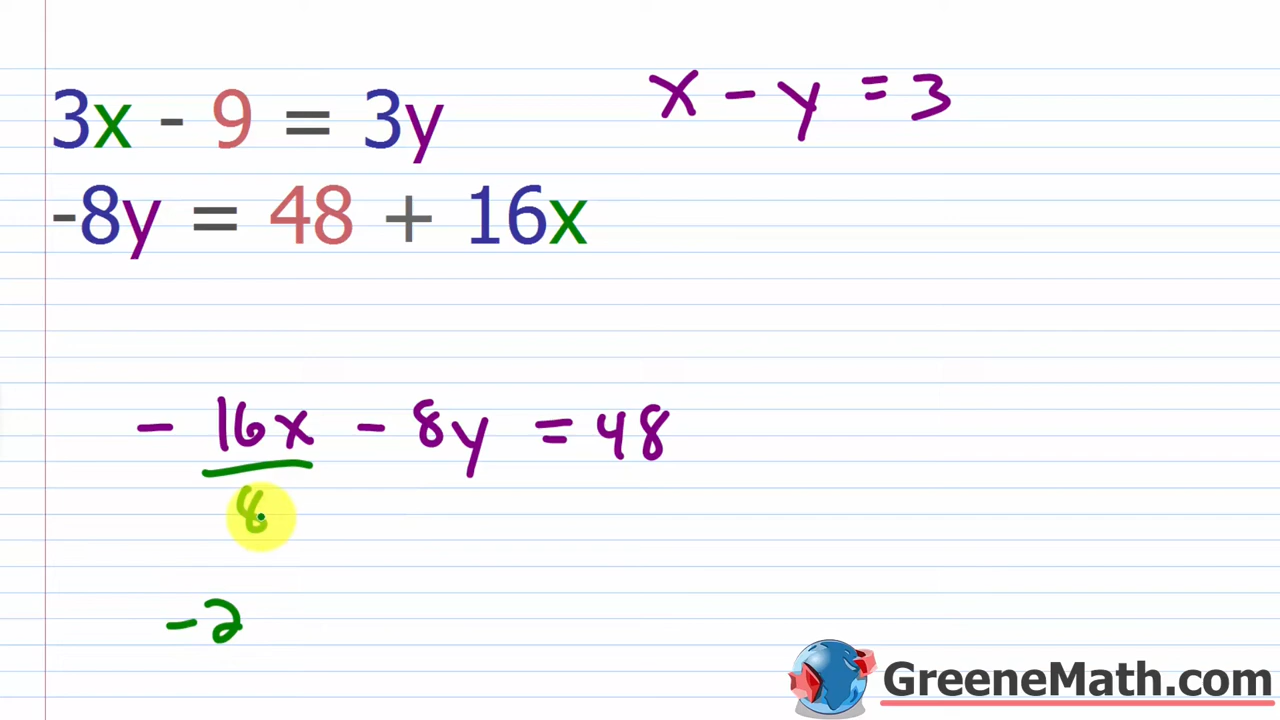 3x - 9 = 3y
x - y = 3
-8y = 48 + 16x
- 16x - 8y = 48
8
-2
GreeneMath.com